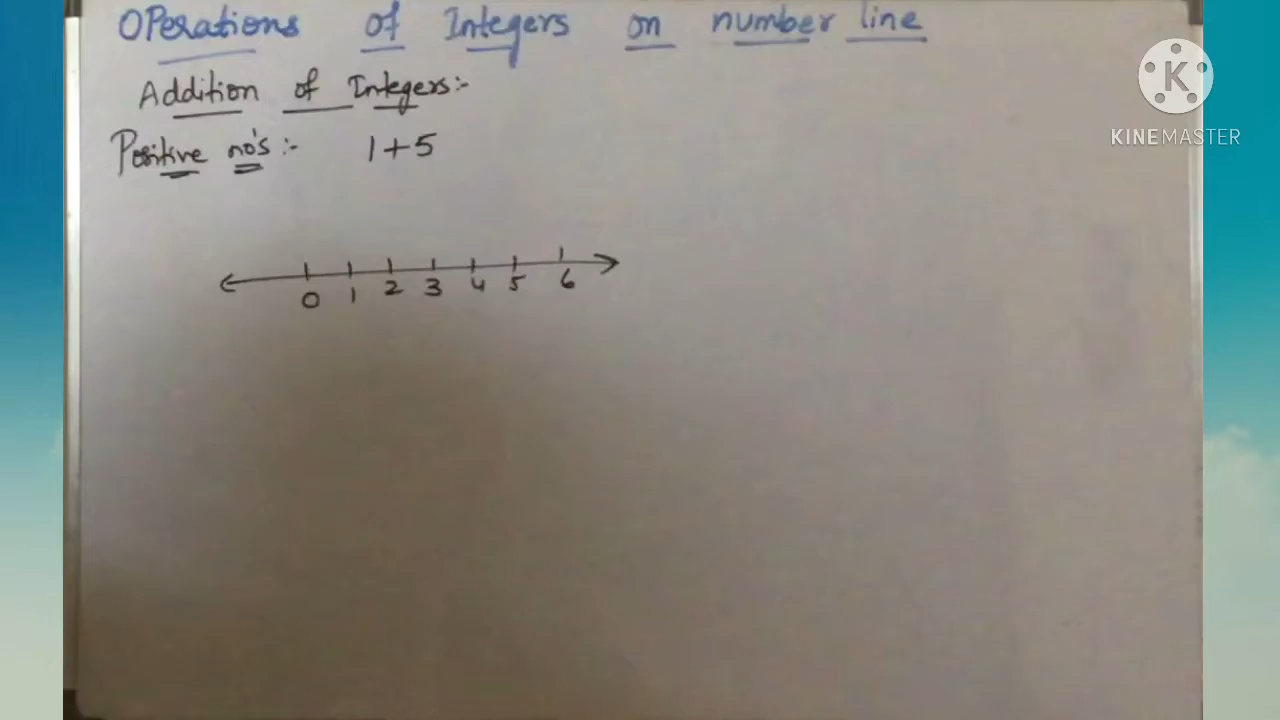 OPerations of Integers on number line
Addition of Integers:-
Positive no's :- 1+5
0 1 2 3 4 5 6
K
KINEMASTER